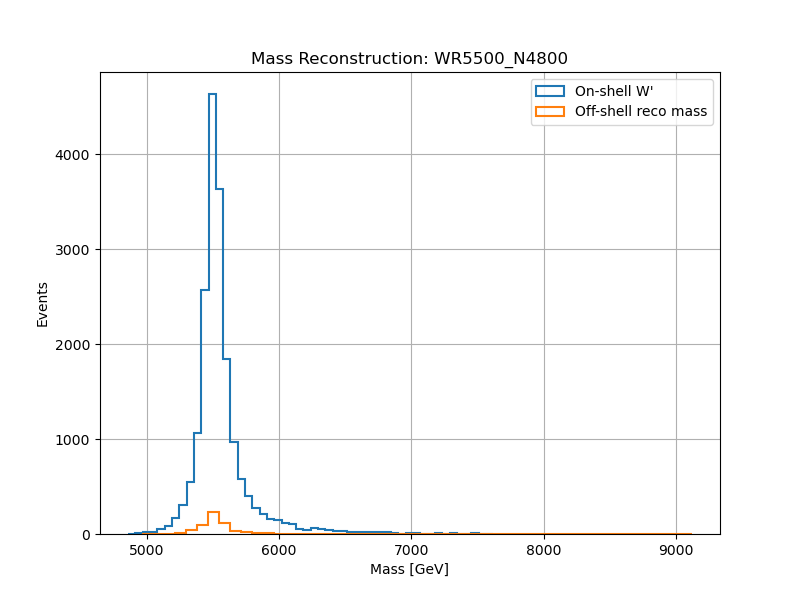 Mass Reconstruction: WR5500_N4800
On-shell W'
Off-shell reco mass
4000
3000
2000
1000
0
Events
5000 6000 7000 8000 9000
Mass [GeV]